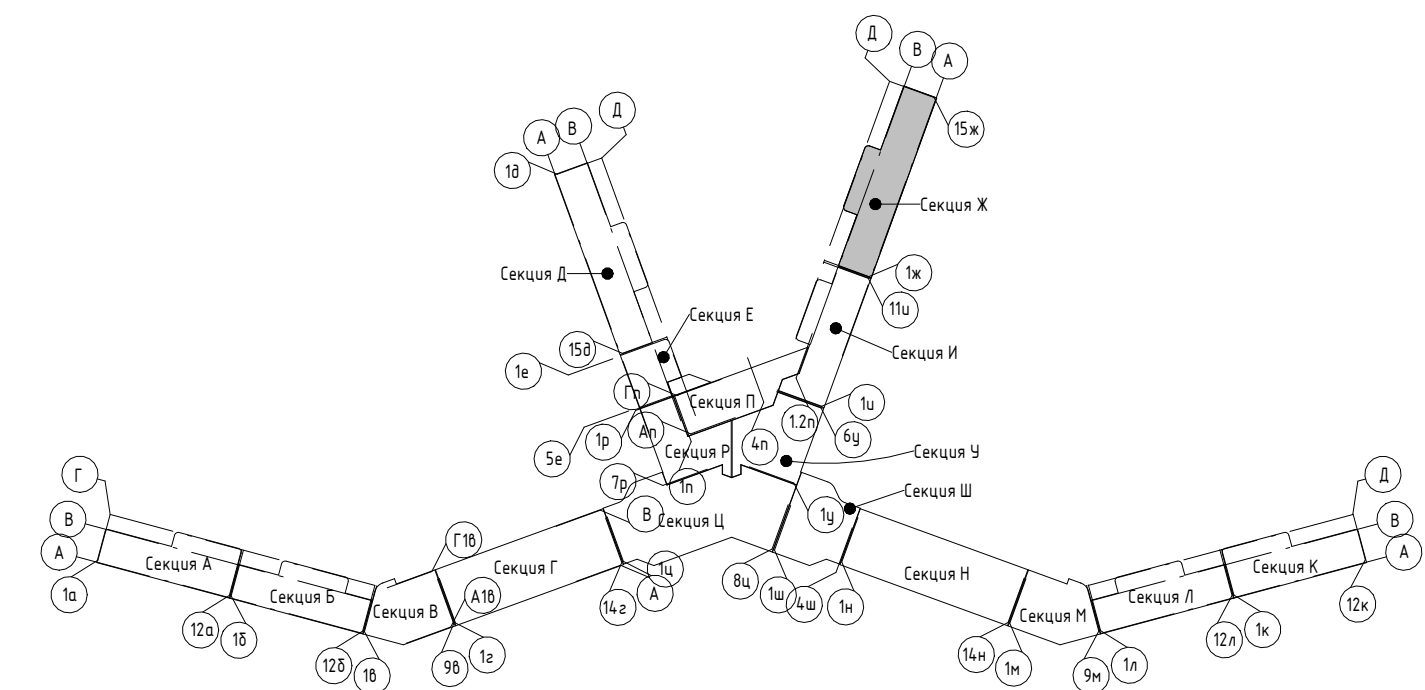 Д
В
А
15ж
Секция Ж
1ж
11и
Секция И
1и
6у
А
В
Д
1д
Секция Д
Секция Е
15д
1е
Гп
Секция П
1.2п
4п
Ап
1р
5е
Секция Р
7р
1п
Секция У
Секция Ш
1у
В
Секция Ц
1ц
А
14г
8ц
1ш
4ш
1н
Г
В
А
1а
Секция А
12а
1б
Секция Б
12б
1в
Секция В
Г1в
А1в
9в
1г
Секция Г
Секция Н
14н
1м
Секция М
9м
1л
Секция Л
12л
1к
Секция К
12к
Д
В
А